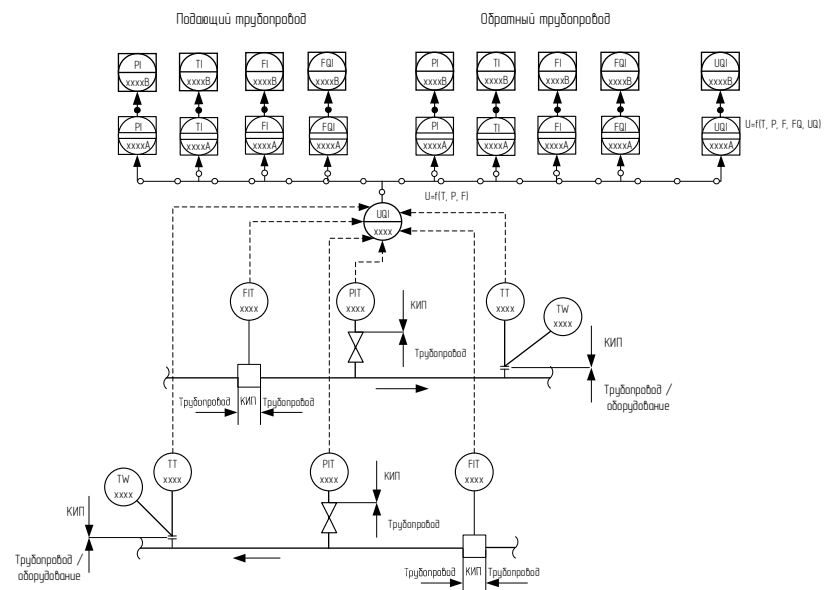 Подающий трубопровод
Обратный трубопровод
PI
xxxxB
TI
xxxxB
FI
xxxxB
FQI
xxxxB
PI
xxxxB
TI
xxxxB
FI
xxxxB
FQI
xxxxB
UQI
xxxxB
PI
xxxxA
TI
xxxxA
FI
xxxxA
FQI
xxxxA
PI
xxxxA
TI
xxxxA
FI
xxxxA
FQI
xxxxA
UQI
xxxxA
U=f(T, P, F, FQ, UQ)
U=f(T, P, F)
UQI
xxxx
FIT
xxxx
PIT
xxxx
КИП
Трубопровод
TT
xxxx
TW
xxxx
КИП
Трубопровод /
оборудование
Трубопровод
КИП
Трубопровод
TT
xxxx
TW
xxxx
КИП
Трубопровод /
оборудование
PIT
xxxx
КИП
Трубопровод
FIT
xxxx
Трубопровод
КИП
Трубопровод